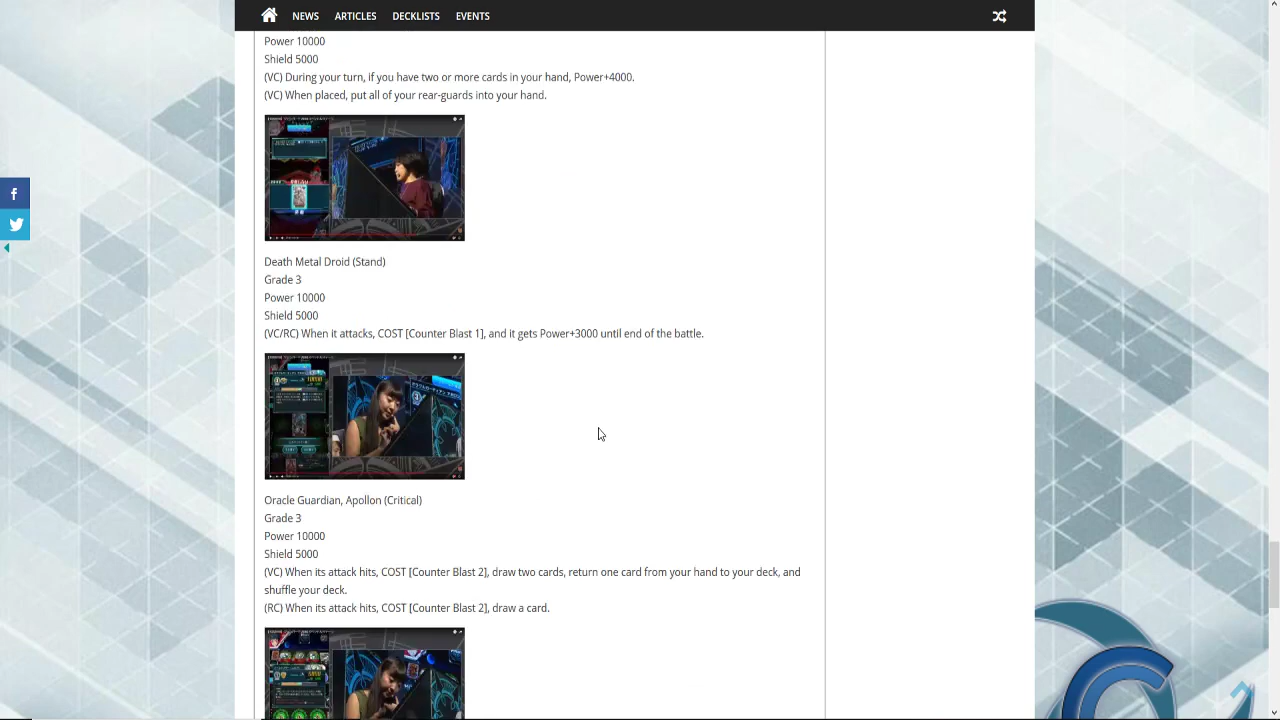 NEWS ARTICLES DECKLISTS EVENTS
Power 10000
Shield 5000
(VC) During your turn, if you have two or more cards in your hand, Power+4000.
(VC) When placed, put all of your rear-guards into your hand.
Death Metal Droid (Stand)
Grade 3
Power 10000
Shield 5000
(VC/RC) When it attacks, COST [Counter Blast 1], and it gets Power+3000 until end of the battle.
Oracle Guardian, Apollon (Critical)
Grade 3
Power 10000
Shield 5000
(VC) When its attack hits, COST [Counter Blast 2], draw two cards, return one card from your hand to your deck, and
shuffle your deck.
(RC) When its attack hits, COST [Counter Blast 2], draw a card.